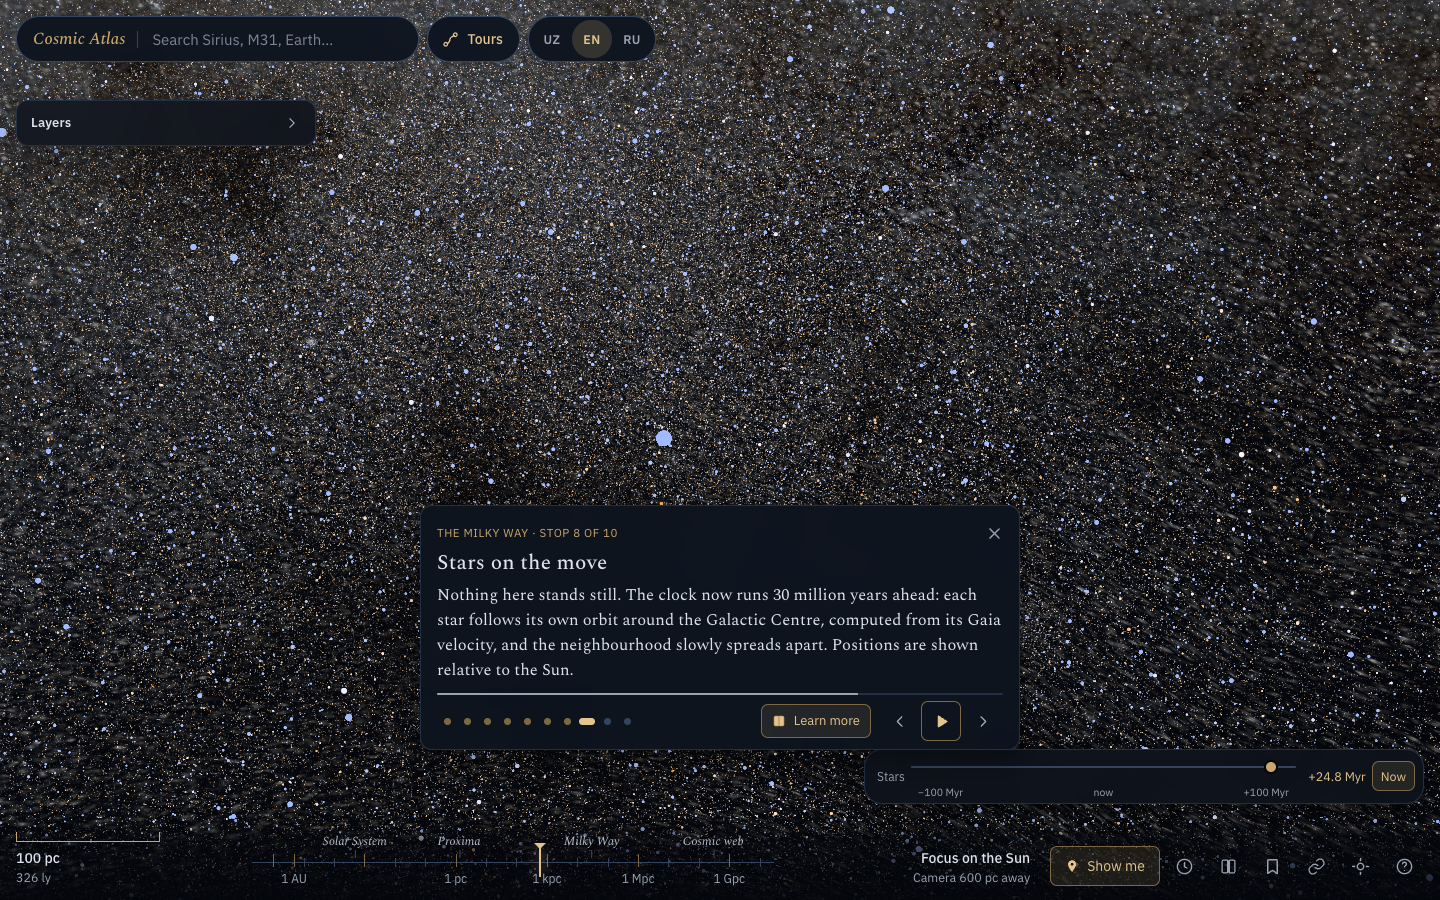 Cosmic Atlas
Search Sirius, M31, Earth...
Tours
UZ EN RU
Layers
THE MILKY WAY · STOP 8 OF 10
Stars on the move
Nothing here stands still. The clock now runs 30 million years ahead: each
star follows its own orbit around the Galactic Centre, computed from its Gaia
velocity, and the neighbourhood slowly spreads apart. Positions are shown
relative to the Sun.
Learn more
Stars
+24.8 Myr
Now
−100 Myr
now
+100 Myr
100 pc
326 ly
Solar System
Proxima
Milky Way
Cosmic web
1 AU
1 pc
1 kpc
1 Mpc
1 Gpc
Focus on the Sun
Camera 600 pc away
Show me